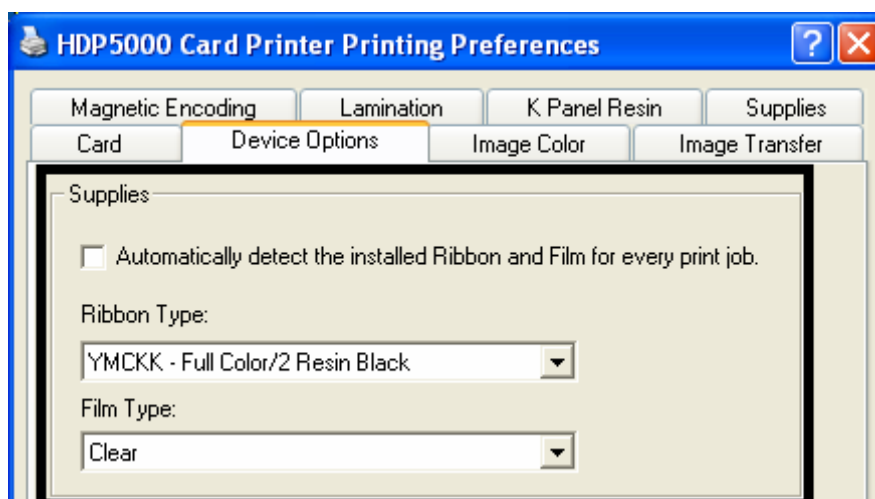 HDP5000 Card Printer Printing Preferences
Magnetic Encoding Lamination K Panel Resin Supplies
Card Device Options Image Color Image Transfer
Supplies
Automatically detect the installed Ribbon and Film for every print job.
Ribbon Type:
YMCKK - Full Color/2 Resin Black
Film Type:
Clear